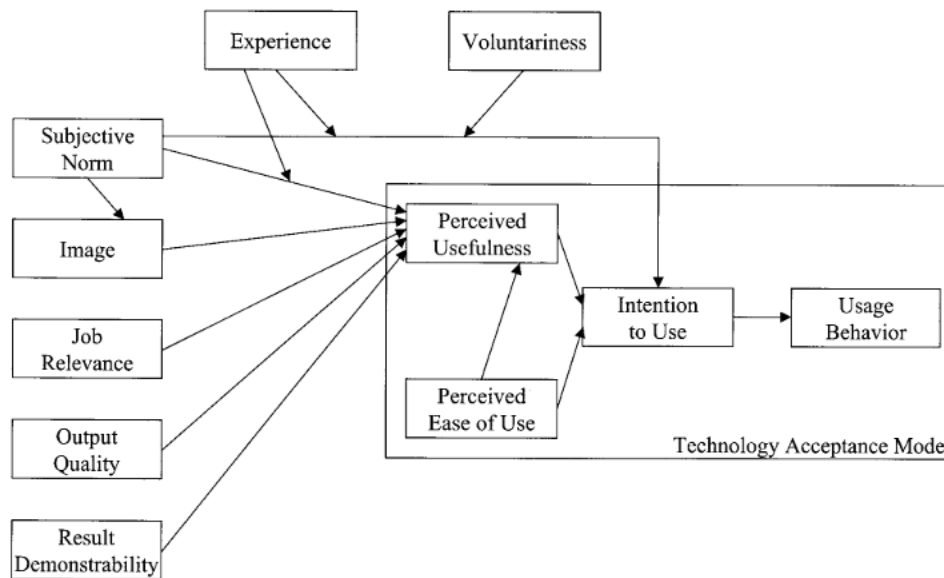 Experience
Voluntariness
Subjective
Norm
Image
Perceived
Usefulness
Intention
to Use
Usage
Behavior
Job
Relevance
Perceived
Ease of Use
Output
Quality
Technology Acceptance Mode
Result
Demonstrability